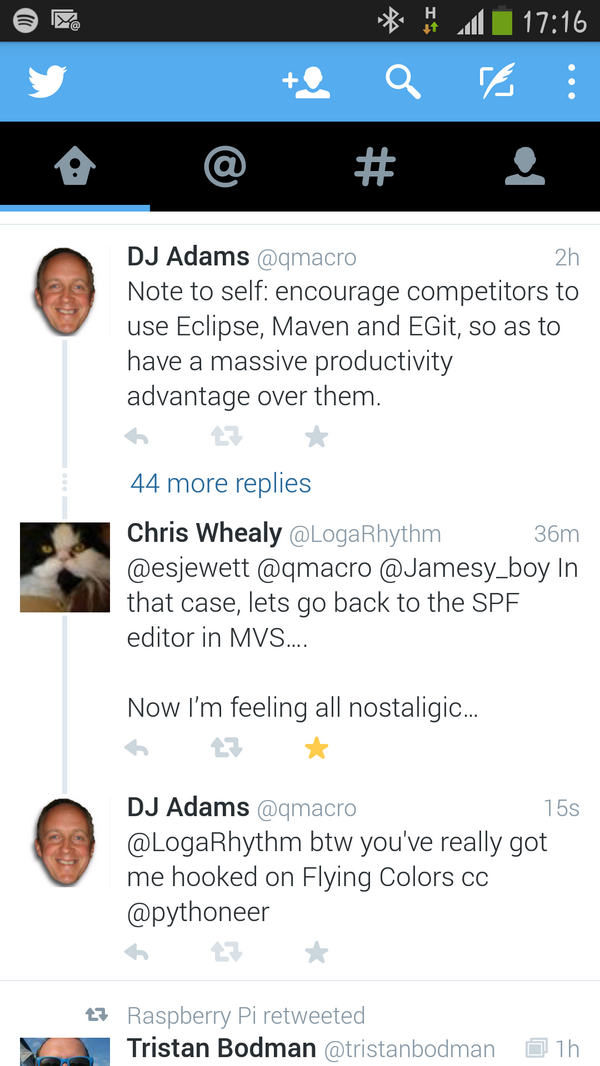 H
17:16
@
#
DJ Adams @qmacro 2h
Note to self: encourage competitors to
use Eclipse, Maven and EGit, so as to
have a massive productivity
advantage over them.
44 more replies
Chris Whealy @LogaRhythm 36m
@esjewett @qmacro @Jamesy_boy In
that case, lets go back to the SPF
editor in MVS....
Now I'm feeling all nostaligic...
DJ Adams @qmacro 15s
@LogaRhythm btw you've really got
me hooked on Flying Colors cc
@pythoneer
Raspberry Pi retweeted
Tristan Bodman @tristanbodman 1h